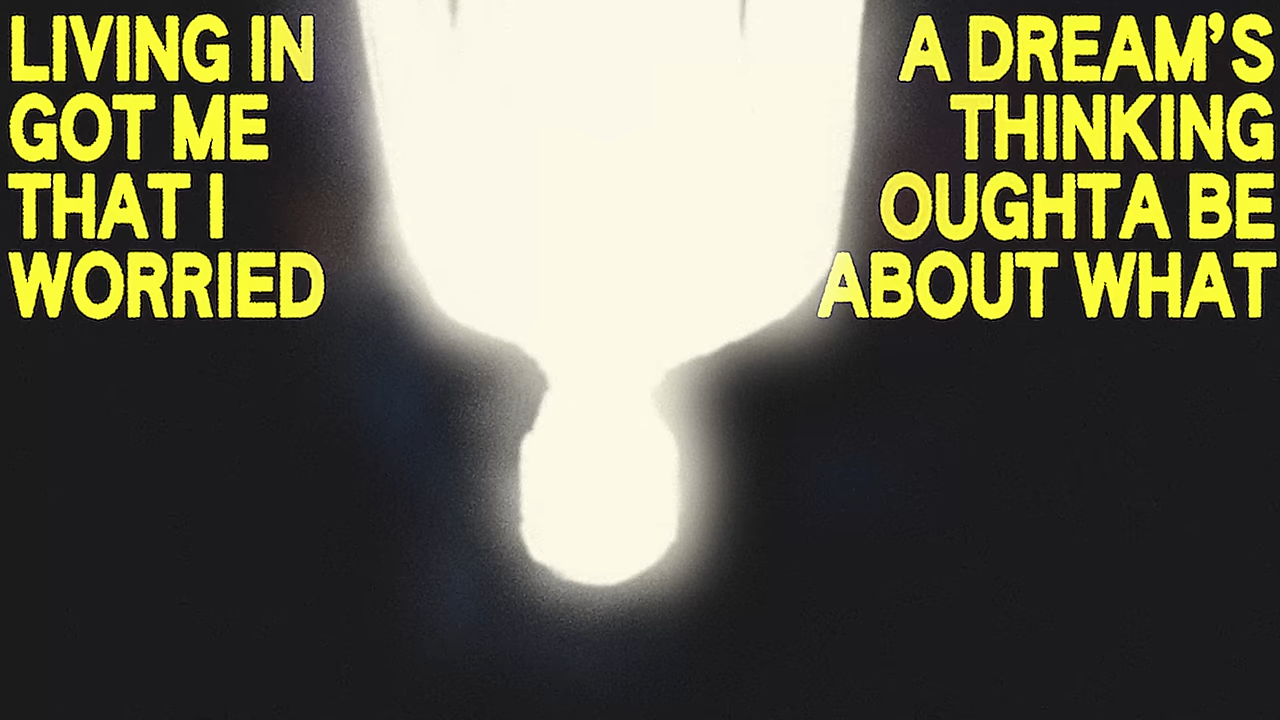 LIVING IN A DREAM’S
GOT ME THINKING
THAT I OUGHTA BE
WORRIED ABOUT WHAT